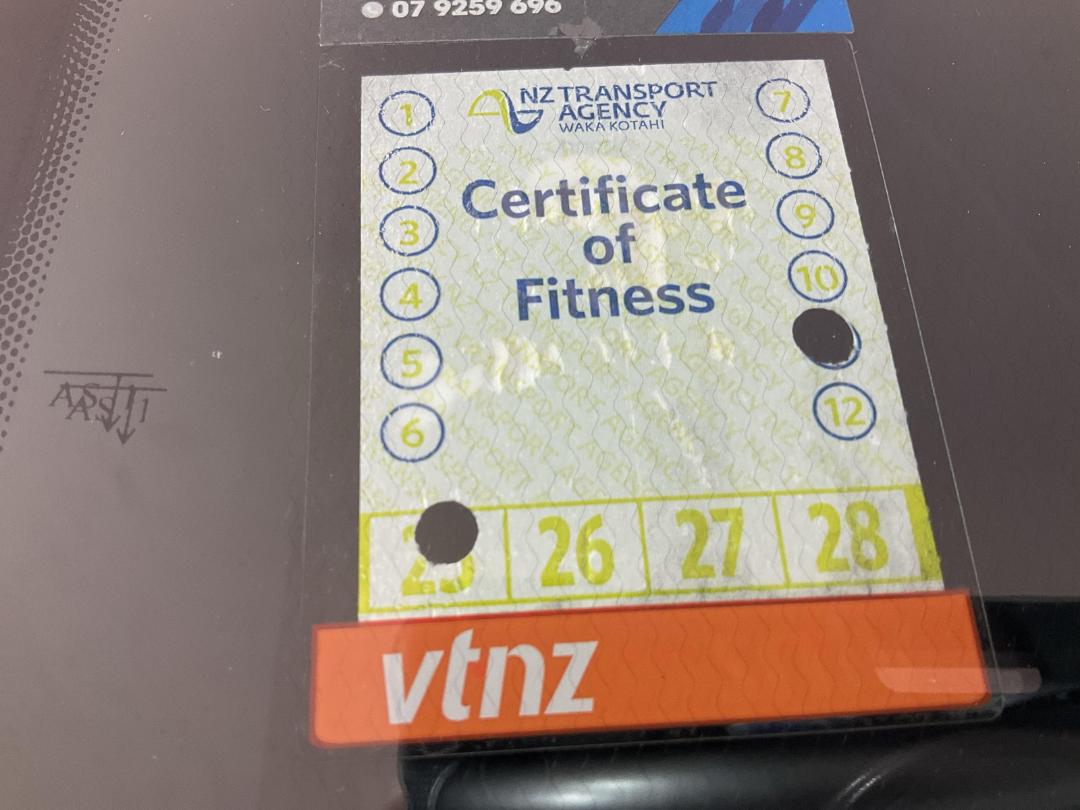 07 9259 696
NZ TRANSPORT
AGENCY
WAKA KOTAHI
Certificate
of
Fitness
1
2
3
4
5
6
7
8
9
10
12
25 26 27 28
vtnz